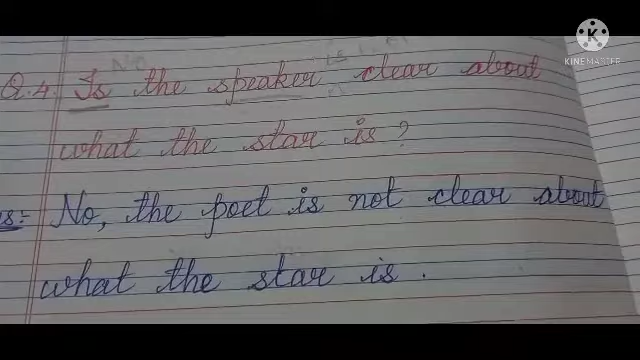 KINEMASTER
Q.4. Is the speaker clear about
what the star is?
No, the poet is not clear about
what the star is.